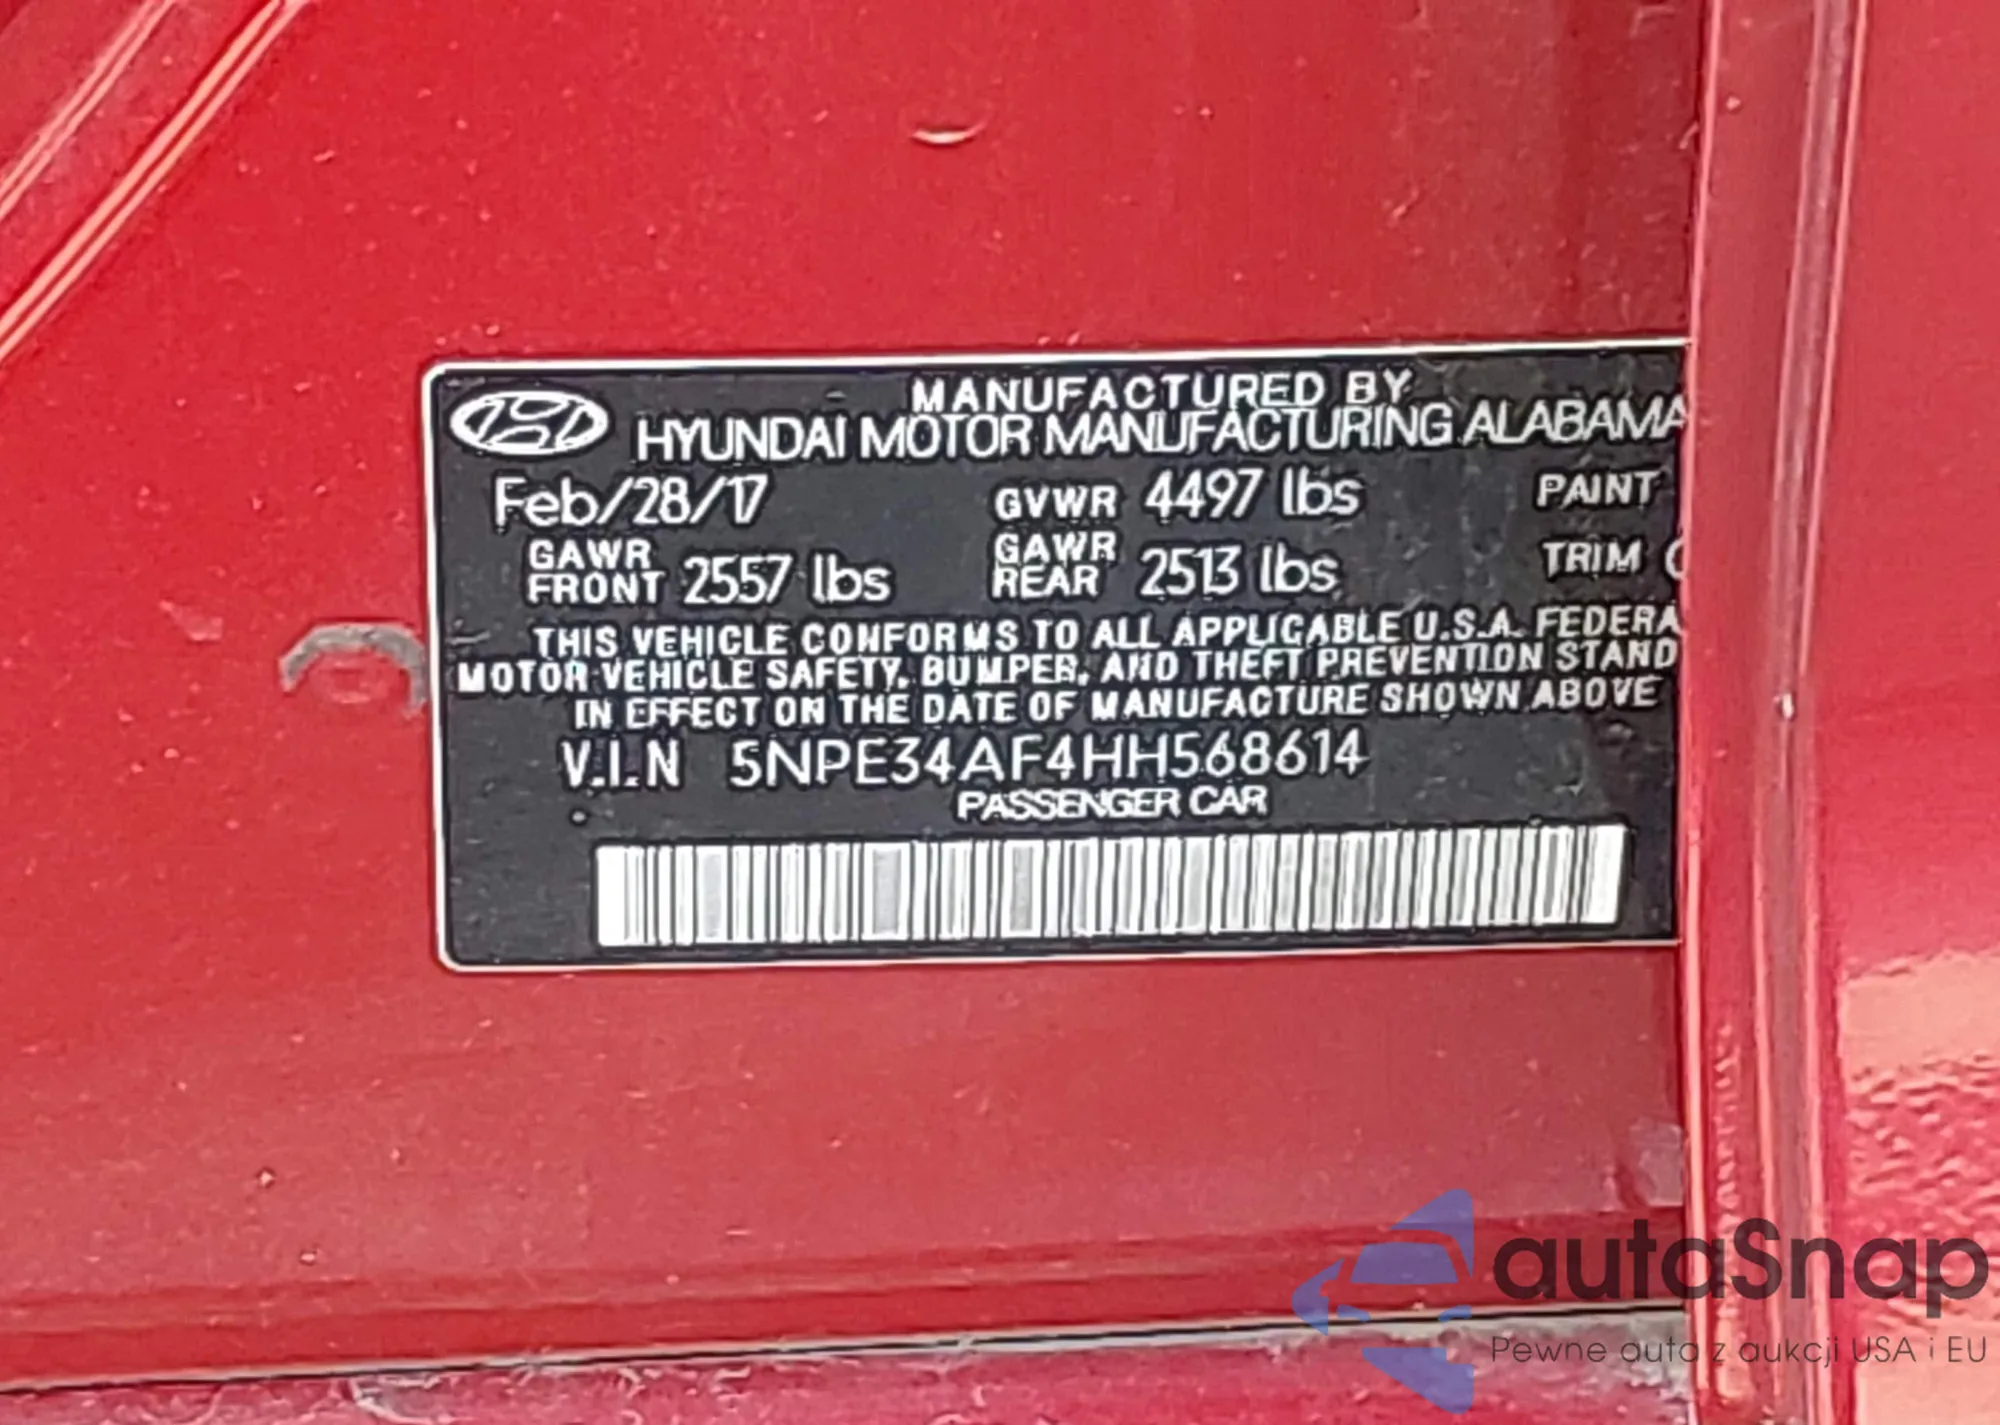 MANUFACTURED BY
HYUNDAI MOTOR MANUFACTURING ALABAMA
Feb/28/17 GVWR 4497 lbs PAINT
GAWR FRONT 2557 lbs GAWR REAR 2513 lbs TRIM
THIS VEHICLE CONFORMS TO ALL APPLICABLE U.S.A. FEDERA
MOTOR VEHICLE SAFETY, BUMPER, AND THEFT PREVENTION STAND
IN EFFECT ON THE DATE OF MANUFACTURE SHOWN ABOVE
V.I.N 5NPE34AF4HH568614
PASSENGER CAR
autaSnap
Pewne auta z aukcji USA i EU